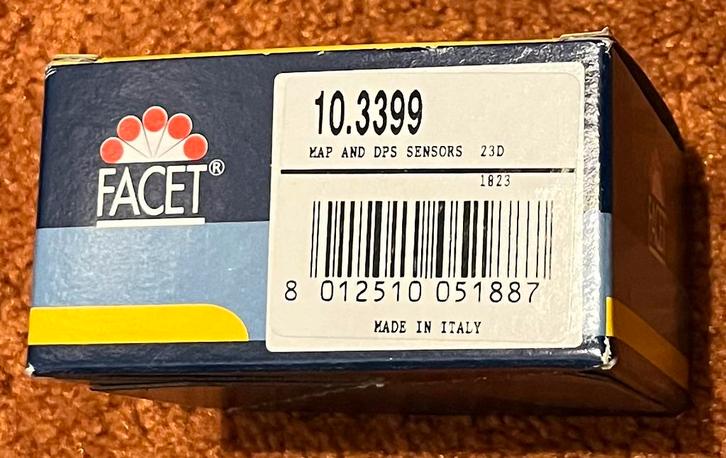 FACET®
10.3399
MAP AND DPS SENSORS 23D
1823
8 012510 051887
MADE IN ITALY